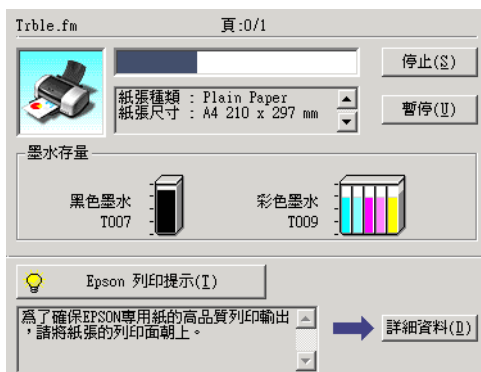 Trble.fm 頁:0/1
停止(S)
紙張種類 : Plain Paper
紙張尺寸 : A4 210 x 297 mm
暫停(U)
墨水存量
黑色墨水 彩色墨水
T007 T009
Epson 列印提示(I)
為了確保EPSON專用紙的高品質列印輸出
，請將紙張的列印面朝上。
詳細資料(D)